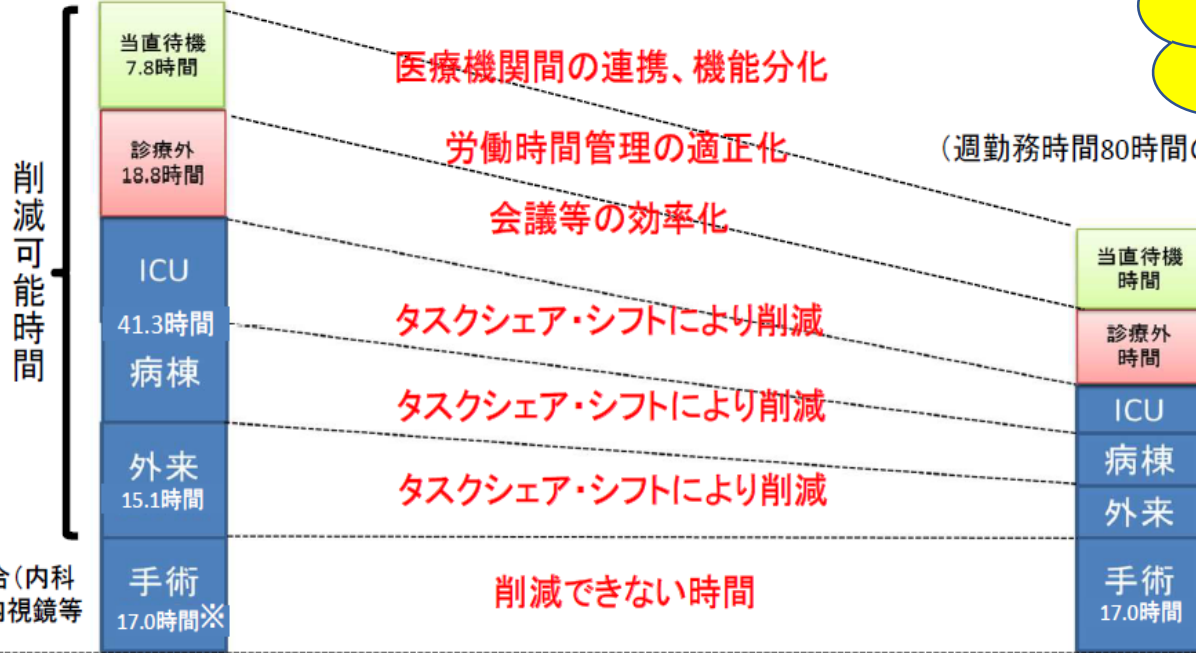 当直待機
7.8時間
診療外
18.8時間
ICU
41.3時間
病棟
外来
15.1時間
手術
17.0時間※
削減可能時間
合(内科
内視鏡等
医療機関間の連携、機能分化
労働時間管理の適正化
会議等の効率化
タスクシェア・シフトにより削減
タスクシェア・シフトにより削減
タスクシェア・シフトにより削減
削減できない時間
(週勤務時間80時間の
当直待機
時間
診療外
時間
ICU
病棟
外来
手術
17.0時間